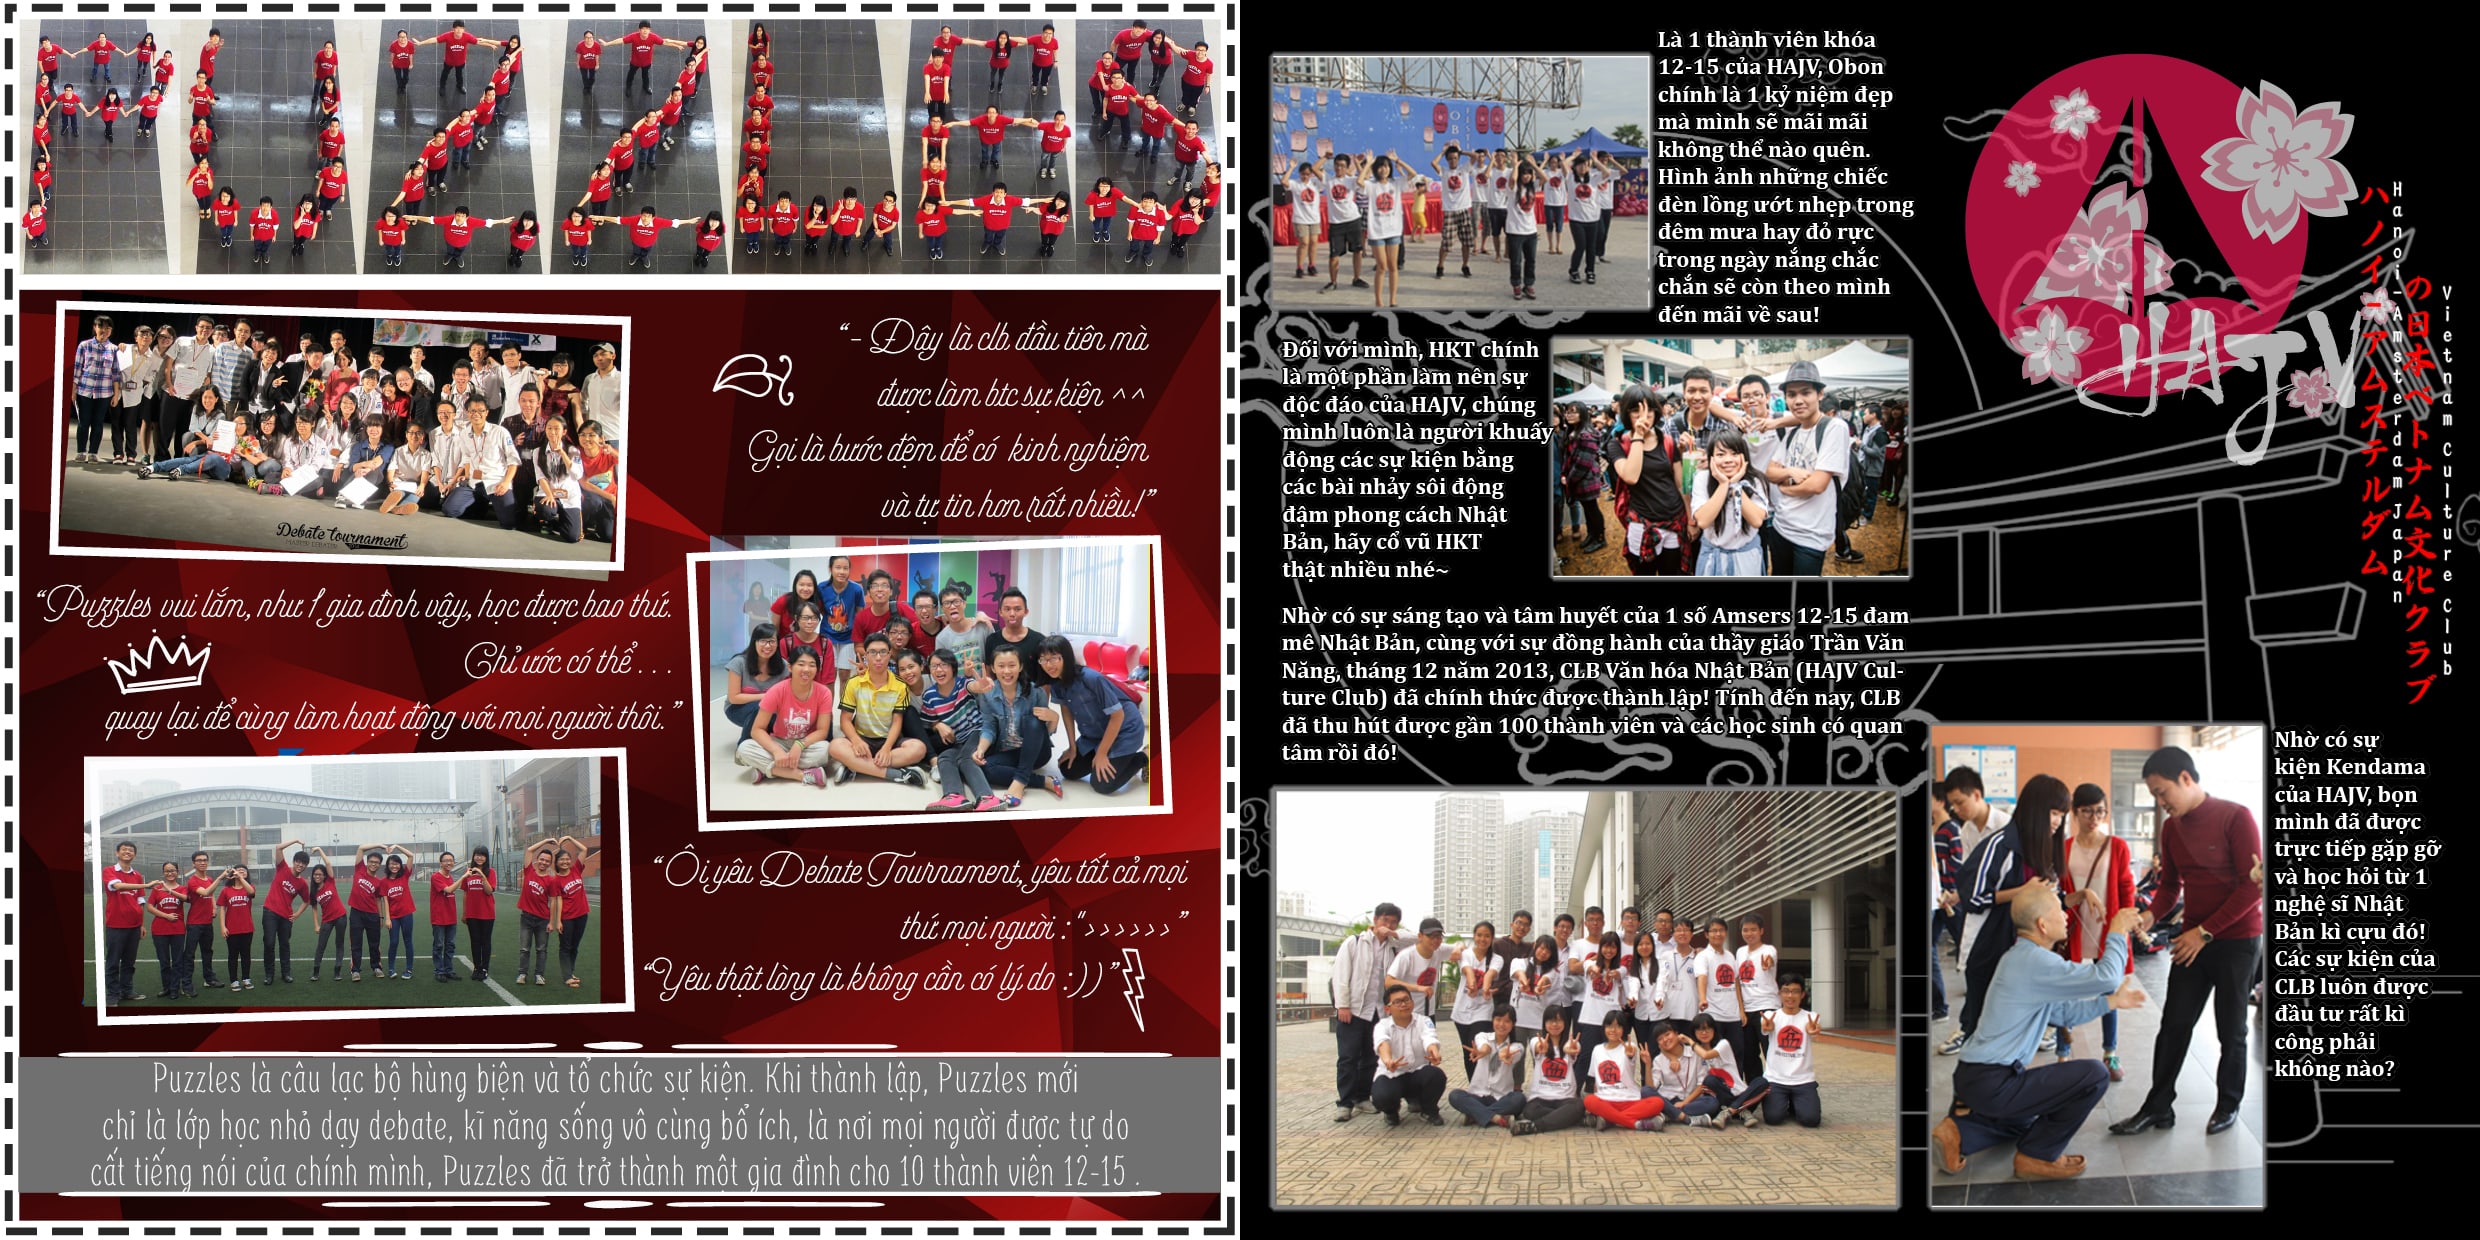 Debate tournament
“- Đây là clb đầu tiên mà
được làm btc sự kiện ^^
Gọi là bước đệm để có kinh nghiệm
và tự tin hơn rất nhiều!”
“Puzzles vui lắm, như 1 gia đình vậy, học được bao thứ.
Chỉ ước có thể . . .
quay lại để cùng làm hoạt động với mọi người thôi.”
“Ôi yêu Debate Tournament, yêu tất cả mọi
thứ mọi người : “>>>>>>”
“Yêu thật lòng là không cần có lý do :))”
Puzzles là câu lạc bộ hùng biện và tổ chức sự kiện. Khi thành lập, Puzzles mới
chỉ là lớp học nhỏ dạy debate, kĩ năng sống vô cùng bổ ích, là nơi mọi người được tự do
cất tiếng nói của chính mình, Puzzles đã trở thành một gia đình cho 10 thành viên 12-15 .
Là 1 thành viên khóa
12-15 của HAJV, Obon
chính là 1 kỷ niệm đẹp
mà mình sẽ mãi mãi
không thể nào quên.
Hình ảnh những chiếc
đèn lồng ướt nhẹp trong
đêm mưa hay đỏ rực
trong ngày nắng chắc
chắn sẽ còn theo mình
đến mãi về sau!
HAJV
ハノイ-アムステルダム
Hanoi-Amsterdam Japan
の日本ベトナム文化クラブ
Vietnam Culture Club
Đối với mình, HKT chính
là một phần làm nên sự
độc đáo của HAJV, chúng
mình luôn là người khuấy
động các sự kiện bằng
các bài nhảy sôi động
đậm phong cách Nhật
Bản, hãy cổ vũ HKT
thật nhiều nhé~
Nhờ có sự sáng tạo và tâm huyết của 1 số Amsers 12-15 đam
mê Nhật Bản, cùng với sự đồng hành của thầy giáo Trần Văn
Năng, tháng 12 năm 2013, CLB Văn hóa Nhật Bản (HAJV Cul-
ture Club) đã chính thức được thành lập! Tính đến nay, CLB
đã thu hút được gần 100 thành viên và các học sinh có quan
tâm rồi đó!
Nhờ có sự
kiện Kendama
của HAJV, bọn
mình đã được
trực tiếp gặp gỡ
và học hỏi từ 1
nghệ sĩ Nhật
Bản kì cựu đó!
Các sự kiện của
CLB luôn được
đầu tư rất kì
công phải
không nào?